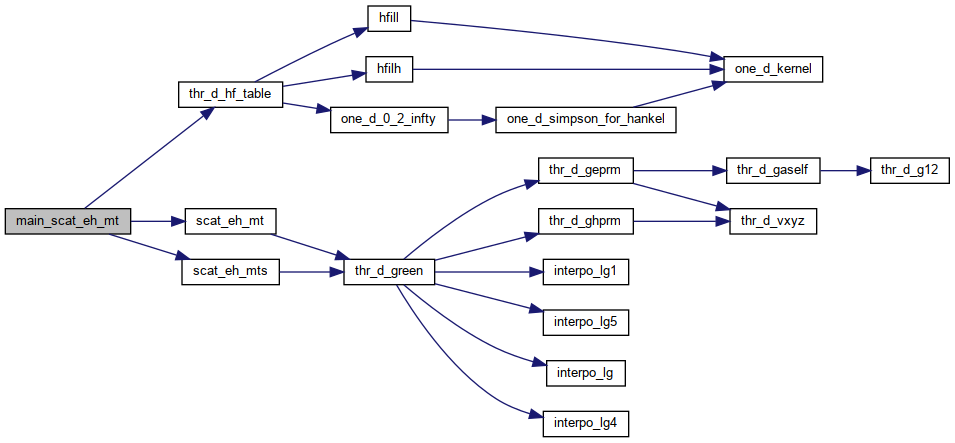 hfill
hfilh
one_d_kernel
thr_d_hf_table
one_d_0_2_infty
one_d_simpson_for_hankel
thr_d_geprm
thr_d_gaself
thr_d_g12
main_scat_eh_mt
scat_eh_mt
thr_d_ghprm
thr_d_vxyz
scat_eh_mts
thr_d_green
interpo_lg1
interpo_lg5
interpo_lg
interpo_lg4